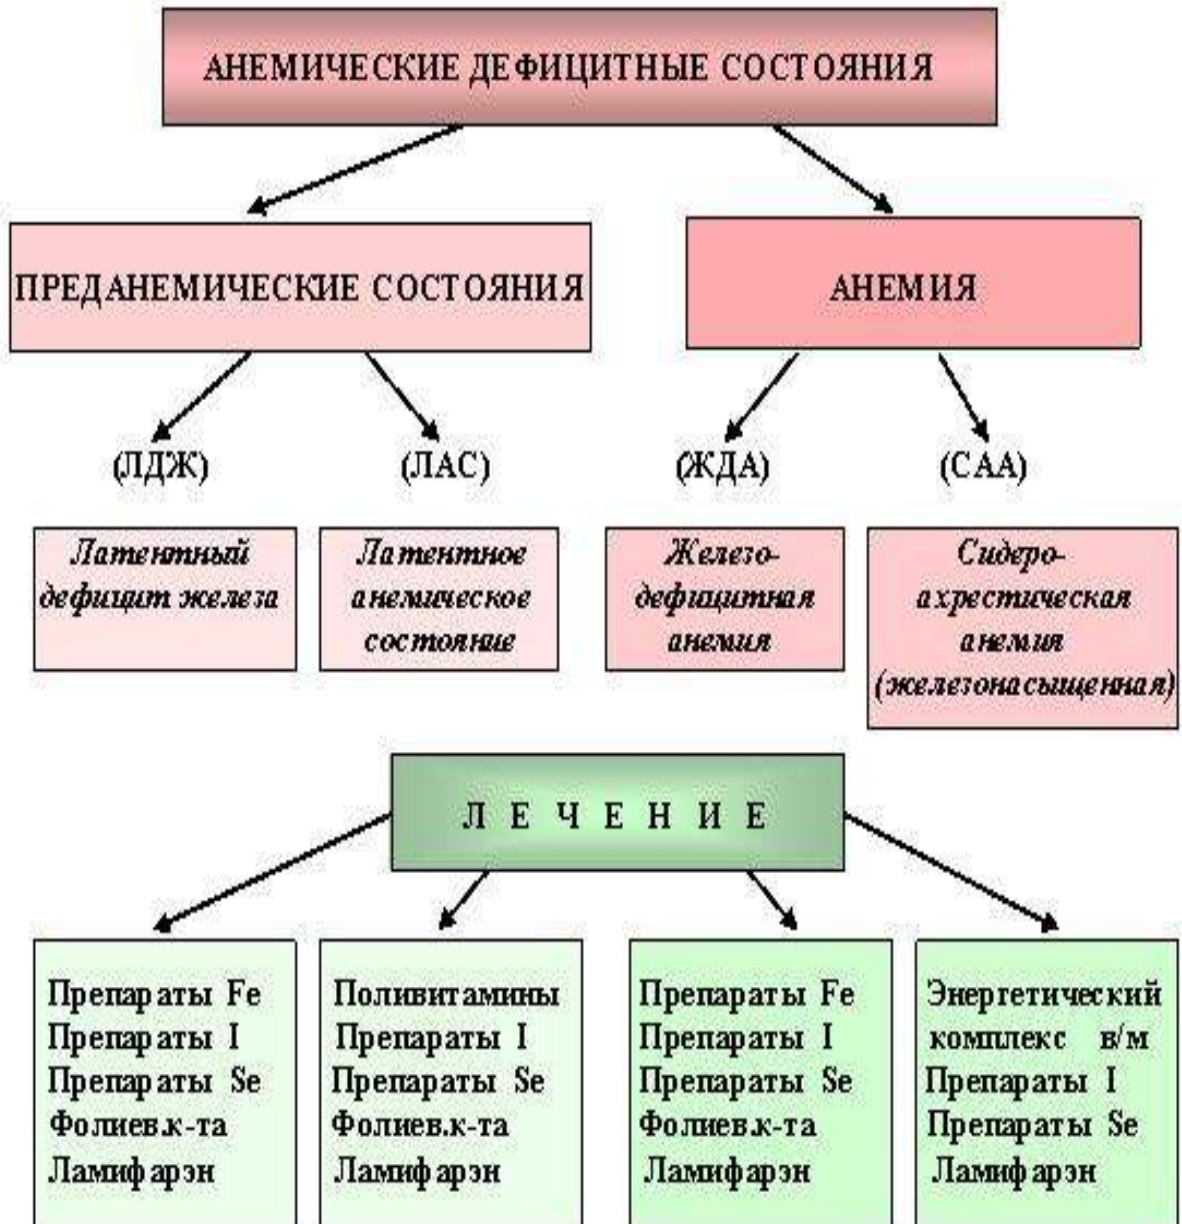 АНЕМИЧЕСКИЕ ДЕФИЦИТНЫЕ СОСТОЯНИЯ
ПРЕДАНЕМИЧЕСКИЕ СОСТОЯНИЯ
АНЕМИЯ
(ЛДЖ)
(ЛАС)
(ЖДА)
(САА)
Латентный
дефицит железа
Латентное
анемическое
состояние
Железо-
дефицитная
анемия
Сидеро-
ахрестическая
анемия
(железонасыщенная)
ЛЕЧЕНИЕ
Препараты Fe
Препараты I
Препараты Se
Фолиев.к-та
Ламифарэн
Поливитамины
Препараты I
Препараты Se
Фолиев.к-та
Ламифарэн
Препараты Fe
Препараты I
Препараты Se
Фолиев.к-та
Ламифарэн
Энергетический
комплекс в/м
Препараты I
Препараты Se
Ламифарэн